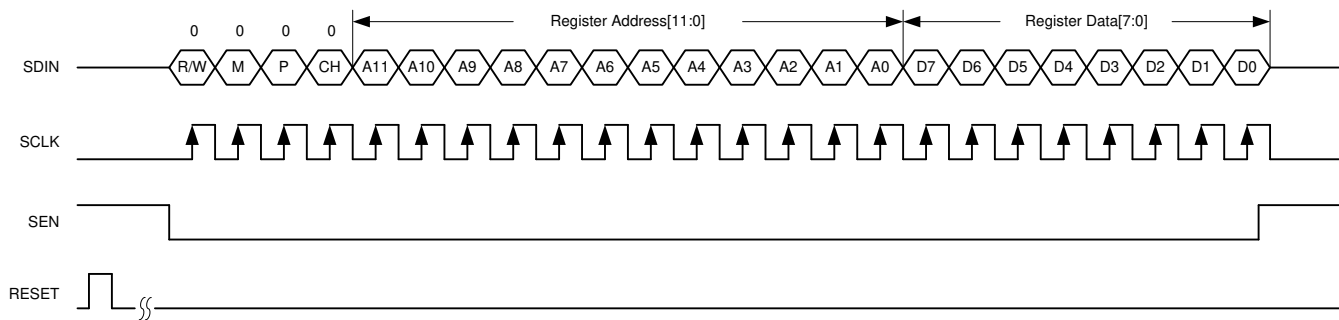 0 0 0 0 Register Address[11:0] Register Data[7:0]
SDIN R/W M P CH A11 A10 A9 A8 A7 A6 A5 A4 A3 A2 A1 A0 D7 D6 D5 D4 D3 D2 D1 D0
SCLK
SEN
RESET